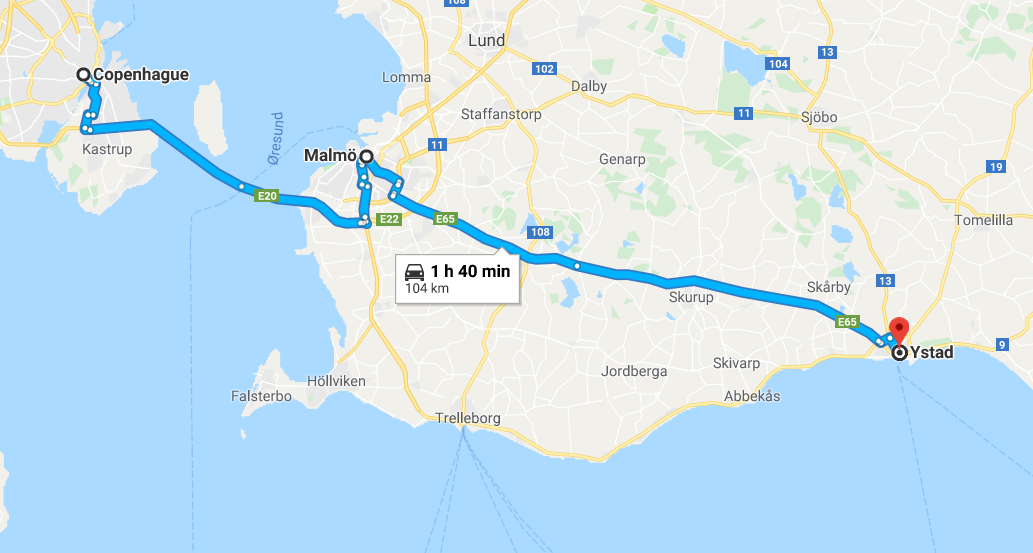 108
Lund
Copenhague
102
13
104
Lomma
Dalby
Staffanstorp
11
Sjöbo
Øresund
Kastrup
11
Malmö
Genarp
19
E20
E22
E65
Tomelilla
108
1 h 40 min
104 km
13
Skårby
Skurup
E65
9
Ystad
Skivarp
Jordberga
Höllviken
Falsterbo
Abbekås
Trelleborg